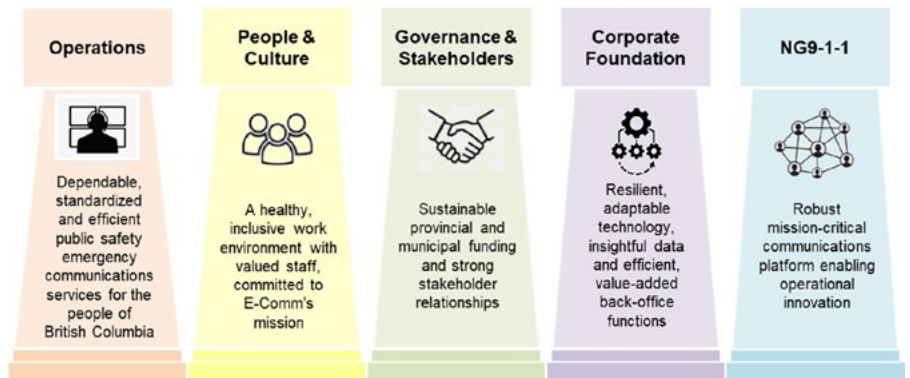 Operations
Dependable,
standardized
and efficient
public safety
emergency
communications
services for the
people of
British Columbia
People &
Culture
A healthy,
inclusive work
environment with
valued staff,
committed to
E-Comm's
mission
Governance &
Stakeholders
Sustainable
provincial and
municipal funding
and strong
stakeholder
relationships
Corporate
Foundation
Resilient,
adaptable
technology,
insightful data
and efficient,
value-added
back-office
functions
NG9-1-1
Robust
mission-critical
communications
platform enabling
operational
innovation